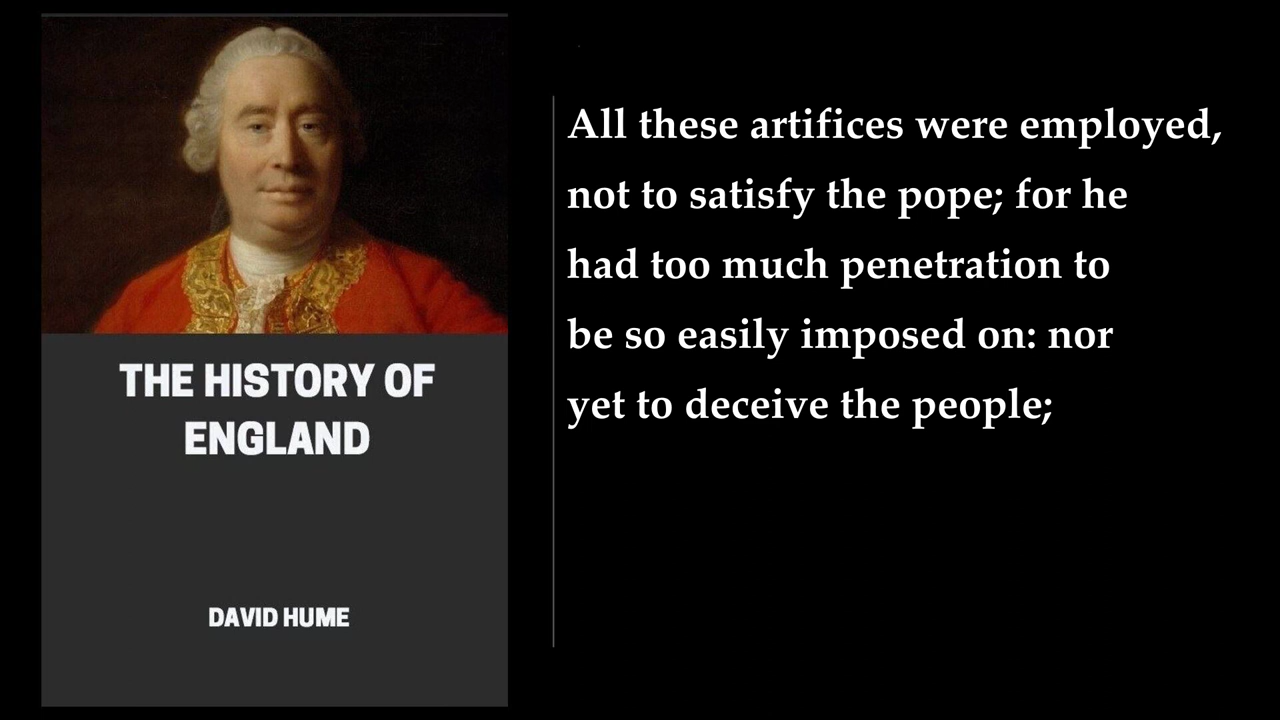 THE HISTORY OF
ENGLAND
DAVID HUME
All these artifices were employed,
not to satisfy the pope; for he
had too much penetration to
be so easily imposed on: nor
yet to deceive the people;